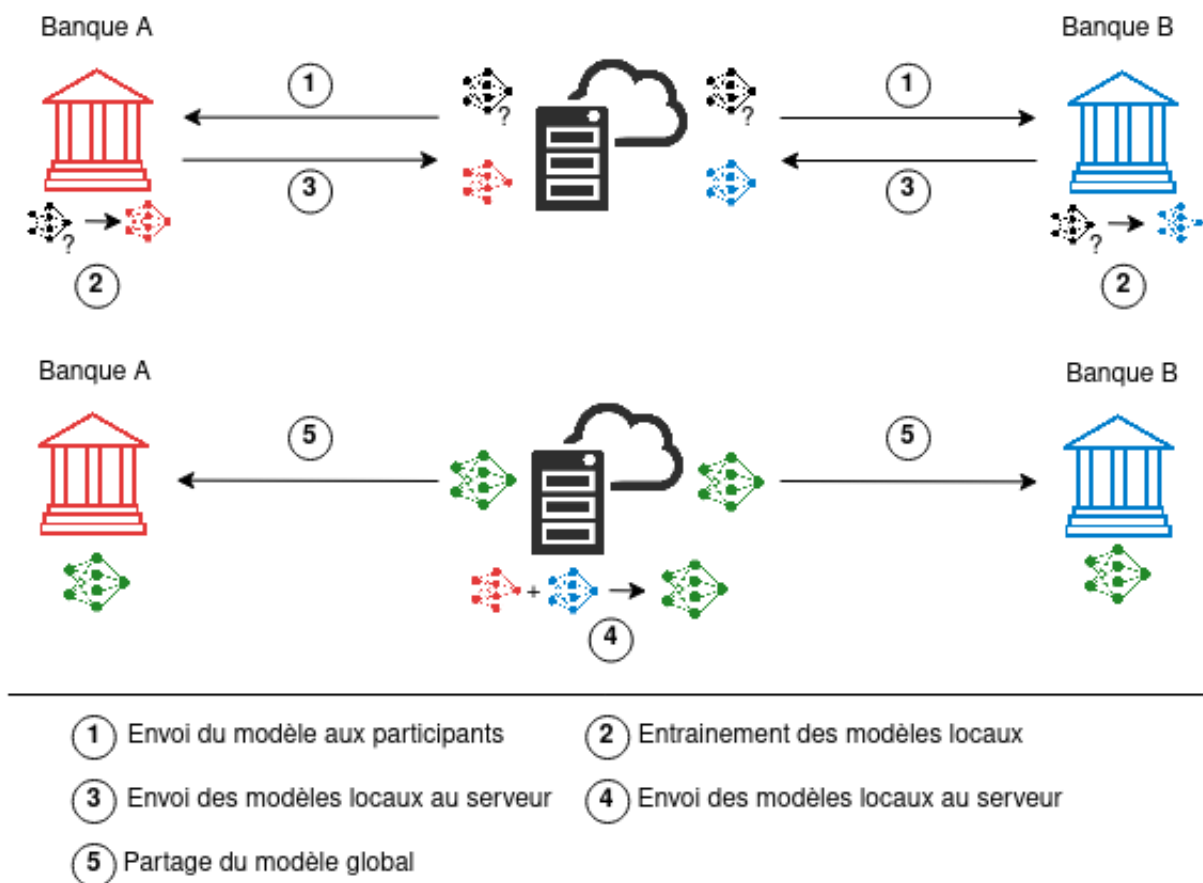 Banque A
Banque B
1
1
?
?
3
3
?
?
2
2
Banque A
Banque B
5
5
+
4
1 Envoi du modèle aux participants
2 Entrainement des modèles locaux
3 Envoi des modèles locaux au serveur
4 Envoi des modèles locaux au serveur
5 Partage du modèle global